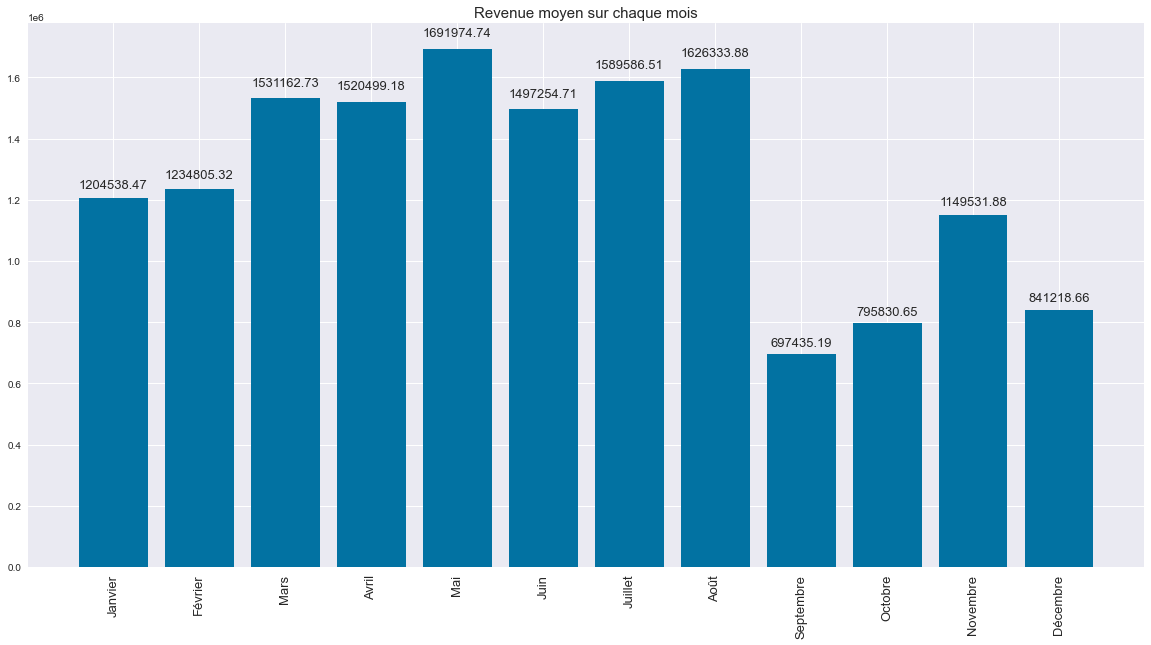 Revenue moyen sur chaque mois
1e6
1691974.74
1626333.88
1589586.51
1531162.73
1520499.18
1497254.71
1234805.32
1204538.47
1149531.88
841218.66
795830.65
697435.19
1.6
1.4
1.2
1.0
0.8
0.6
0.4
0.2
0.0
Janvier
Février
Mars
Avril
Mai
Juin
Juillet
Août
Septembre
Octobre
Novembre
Décembre